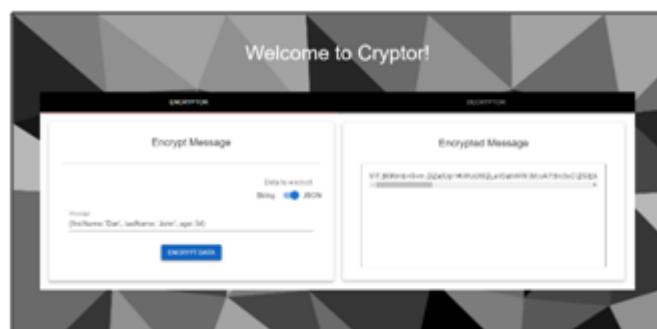 Welcome to Cryptor!
ENCRYPTOR
DECRYPTOR
Encrypt Message
Data to encrypt
String JSON
Message
{firstName: "Dan", lastName: "John", age: 34}
ENCRYPT DATA
Encrypted Message